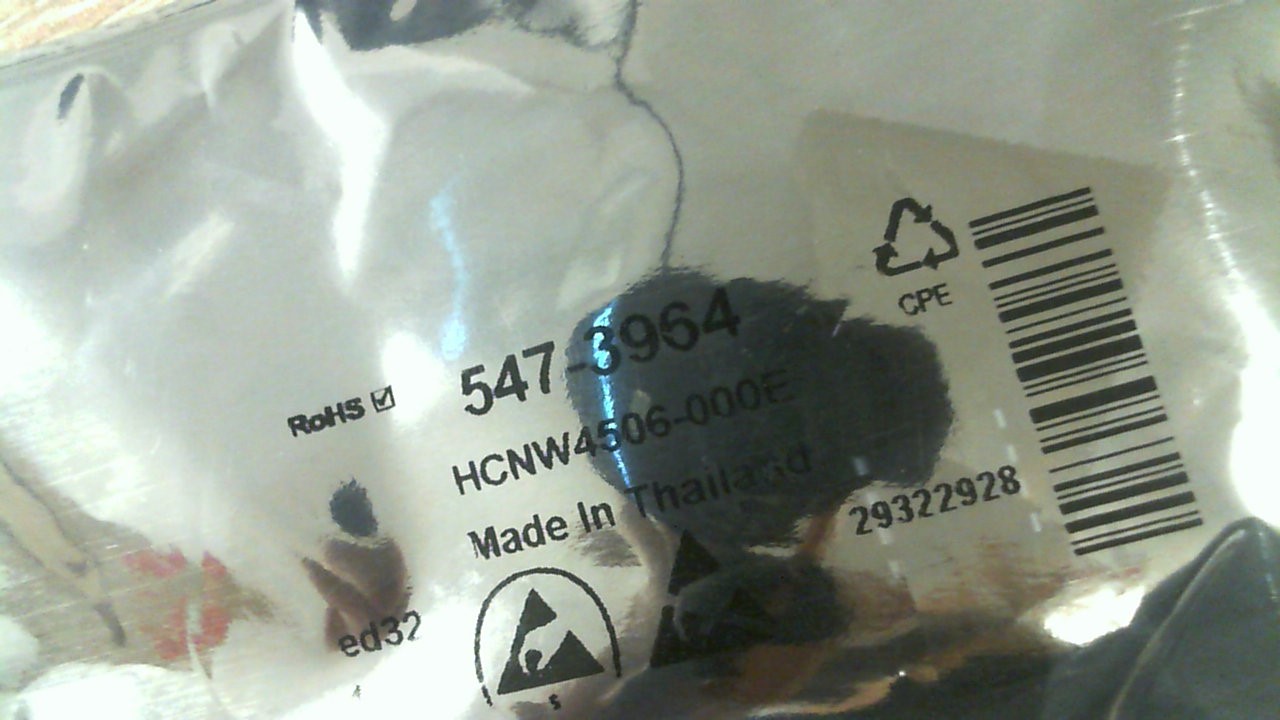 CPE
547-3964
RoHS
HCNW4506-000E
Made In Thailand
29322928
ed32